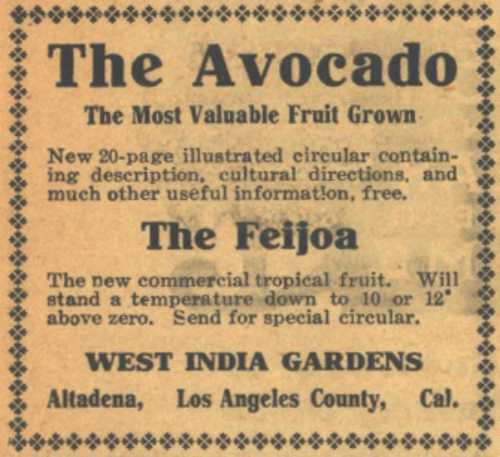 The Avocado
The Most Valuable Fruit Grown
New 20-page illustrated circular contain-
ing description, cultural directions, and
much other useful information, free.
The Feijoa
The new commercial tropical fruit. Will
stand a temperature down to 10 or 12°
above zero. Send for special circular.
WEST INDIA GARDENS
Altadena, Los Angeles County, Cal.